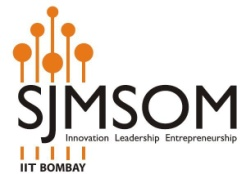 SJMSOM
Innovation Leadership Entrepreneurship
IIT BOMBAY